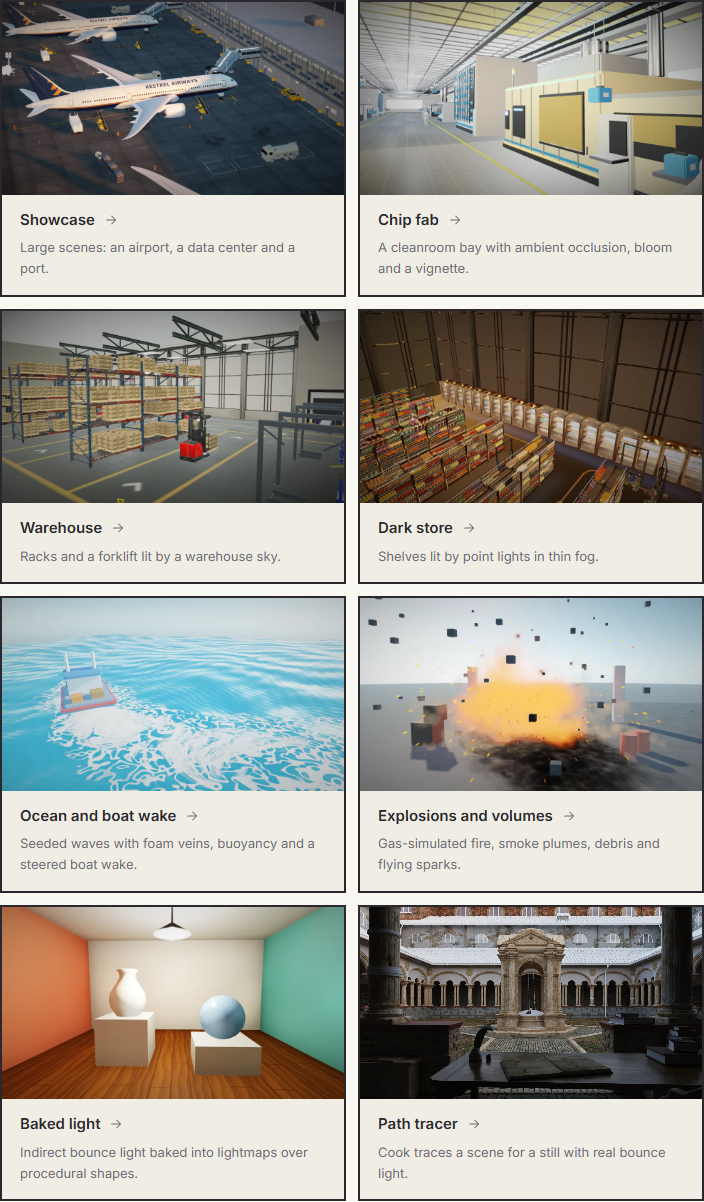 KESTREL AIRWAYS
Showcase →
Large scenes: an airport, a data center and a
port.
Chip fab →
A cleanroom bay with ambient occlusion, bloom
and a vignette.
Warehouse →
Racks and a forklift lit by a warehouse sky.
Dark store →
Shelves lit by point lights in thin fog.
Ocean and boat wake →
Seeded waves with foam veins, buoyancy and a
steered boat wake.
Explosions and volumes →
Gas-simulated fire, smoke plumes, debris and
flying sparks.
Baked light →
Indirect bounce light baked into lightmaps over
procedural shapes.
Path tracer →
Cook traces a scene for a still with real bounce
light.